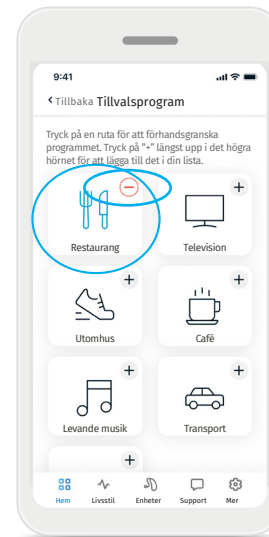 9:41
Tillbaka Tillvalsprogram
Tryck på en ruta för att förhandsgranska
programmet. Tryck på "+" längst upp i det högra
hörnet för att lägga till det i din lista.
− +
Restaurang Television
+ +
Utomhus Café
+ +
Levande musik Transport
+
Hem Livsstil Enheter Support Mer